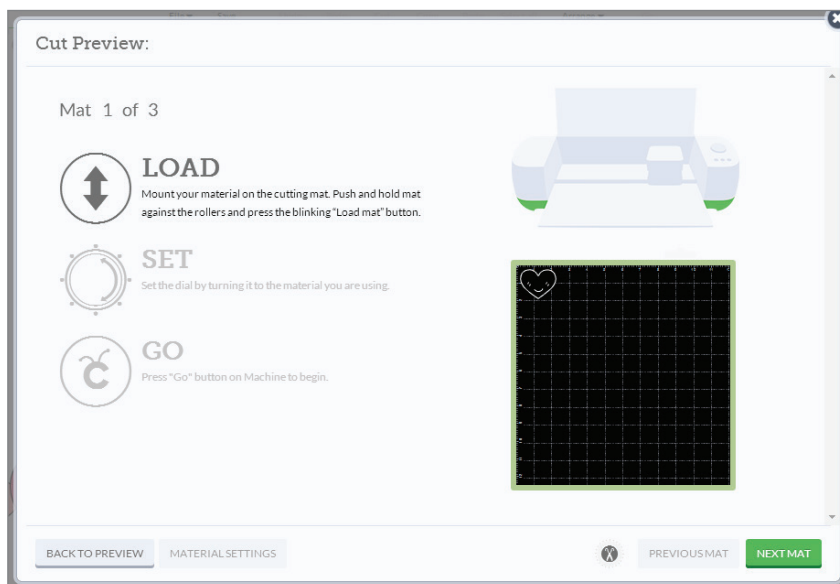 Cut Preview:
Mat 1 of 3
LOAD
Mount your material on the cutting mat. Push and hold mat
against the rollers and press the blinking "Load mat" button.
SET
Set the dial by turning it to the material you are using.
GO
Press "Go" button on Machine to begin.
BACK TO PREVIEW
MATERIAL SETTINGS
PREVIOUS MAT
NEXT MAT